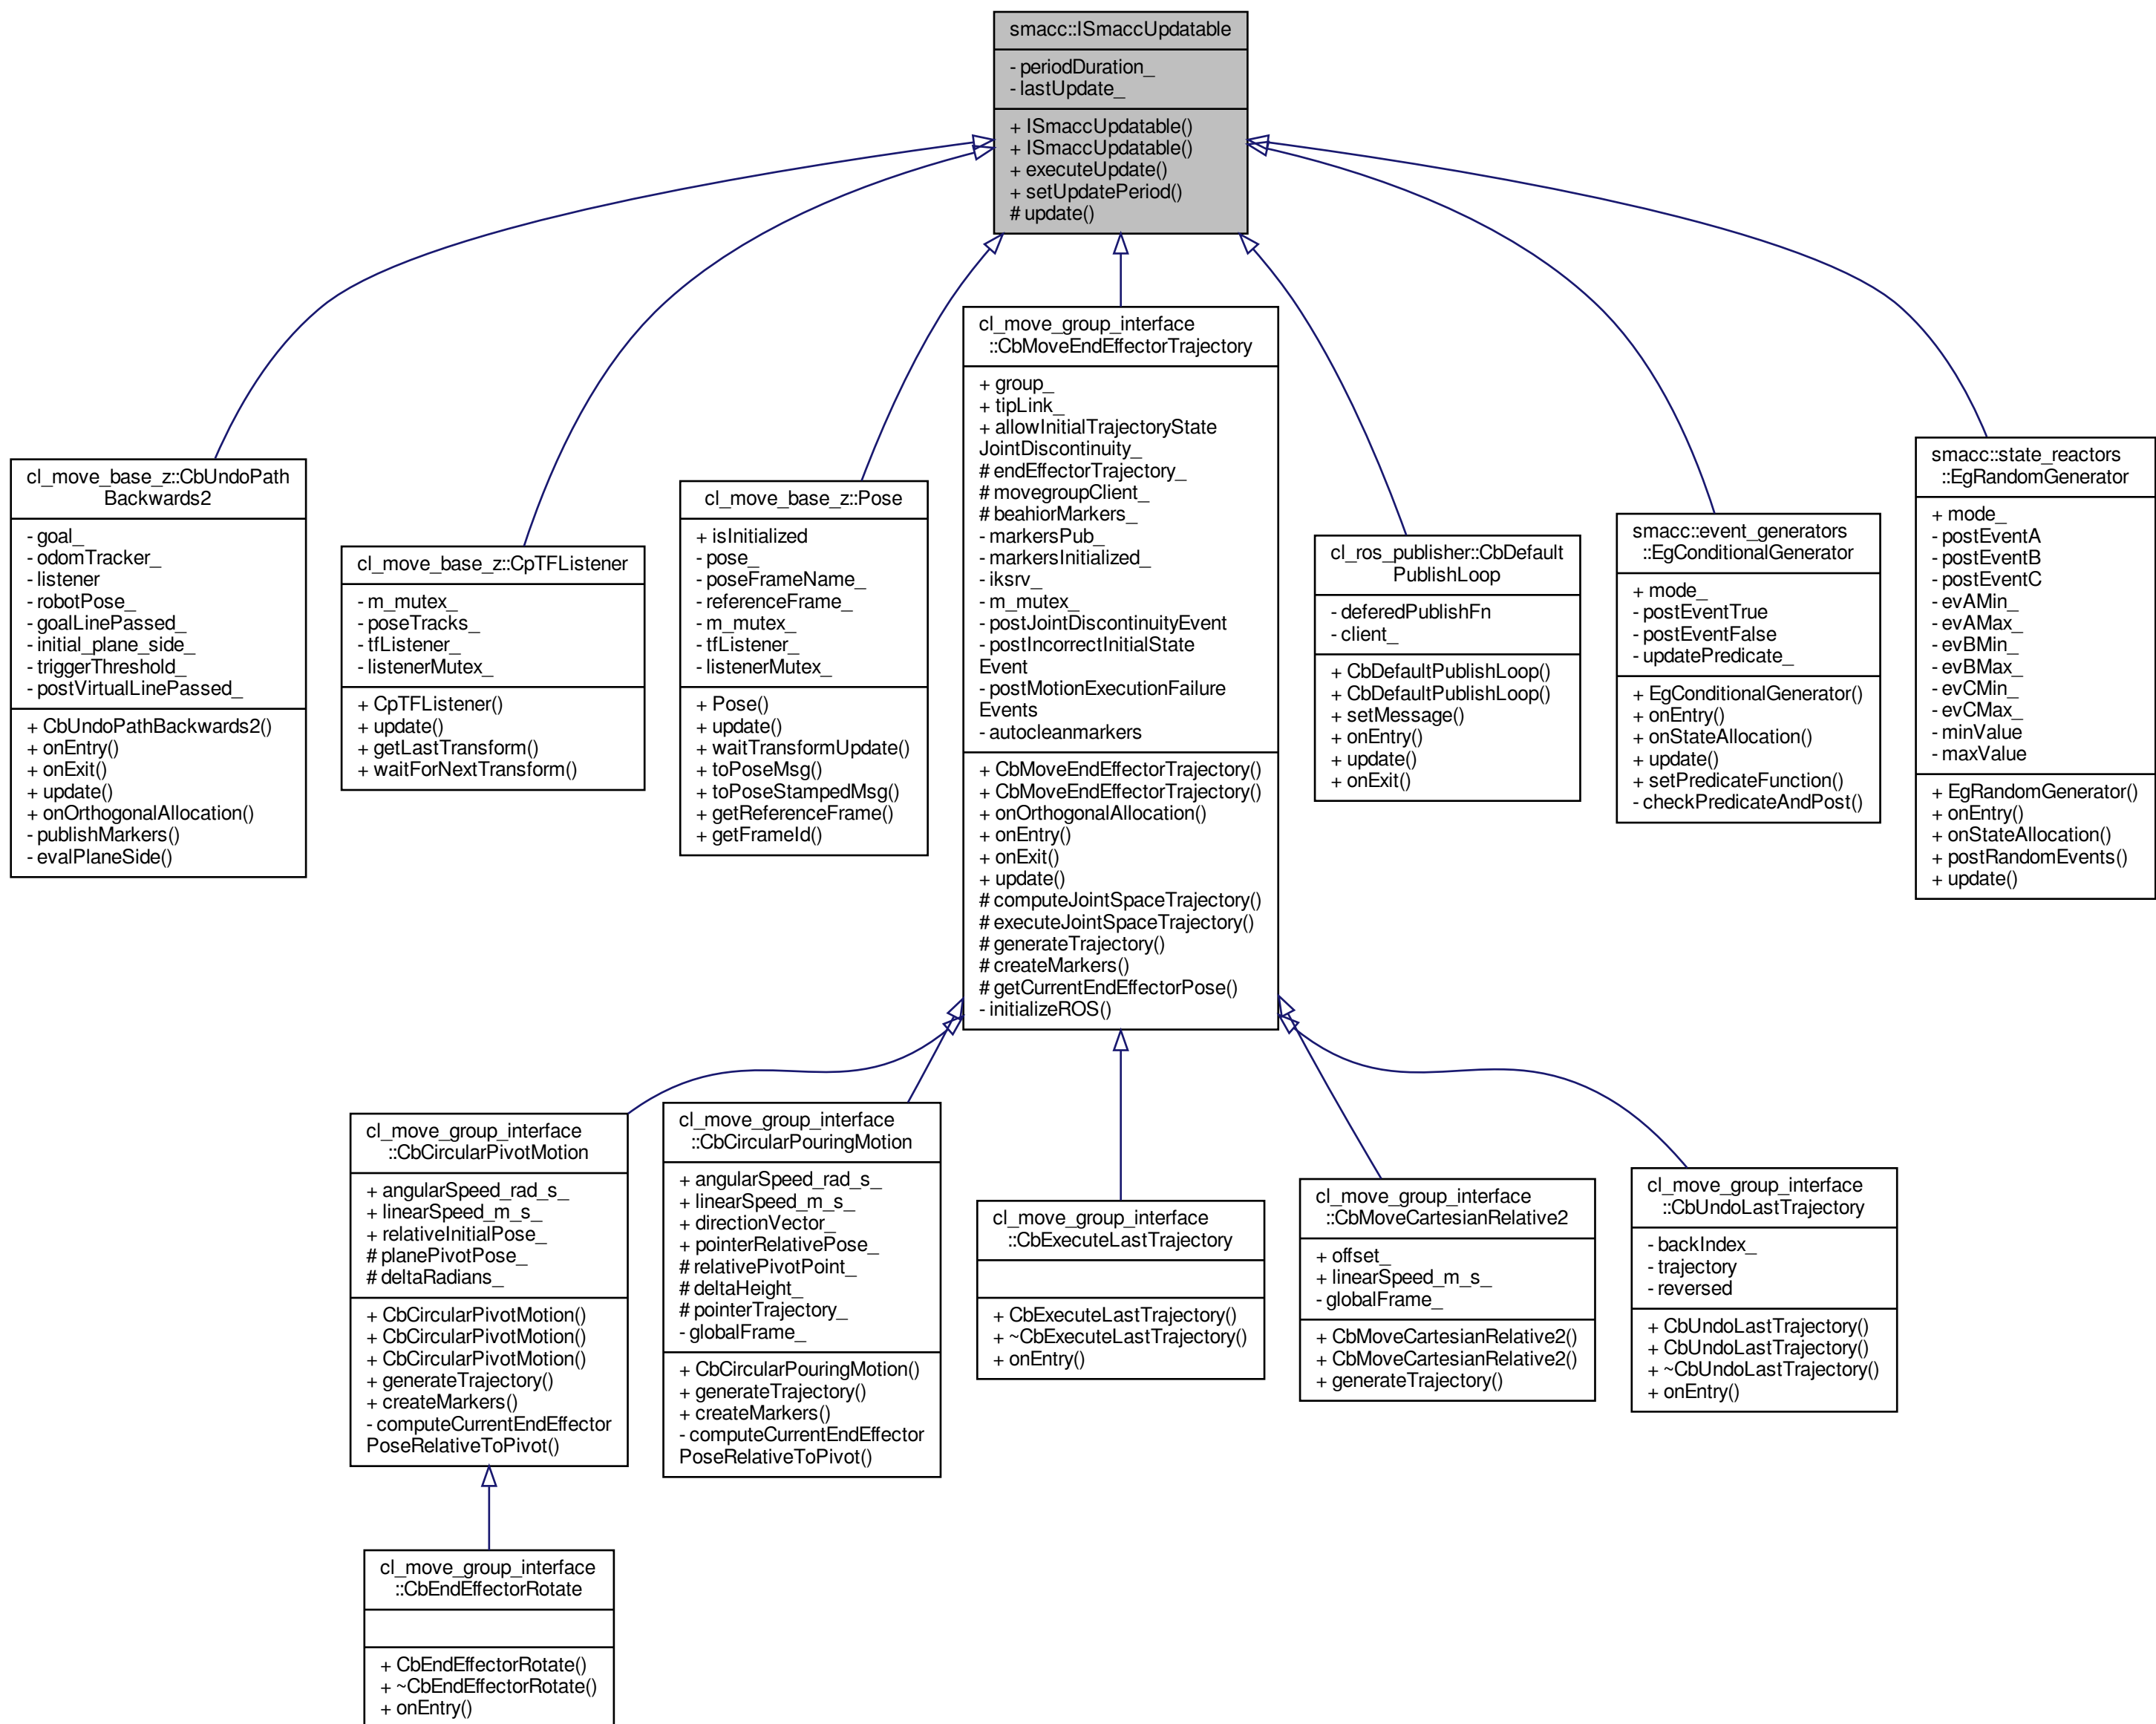 smacc::ISmaccUpdatable
- periodDuration_
- lastUpdate_
+ ISmaccUpdatable()
+ ISmaccUpdatable()
+ executeUpdate()
+ setUpdatePeriod()
# update()
cl_move_base_z::CbUndoPath
Backwards2
- goal_
- odomTracker_
- listener
- robotPose_
- goalLinePassed_
- initial_plane_side_
- triggerThreshold_
- postVirtualLinePassed_
+ CbUndoPathBackwards2()
+ onEntry()
+ onExit()
+ update()
+ onOrthogonalAllocation()
- publishMarkers()
- evalPlaneSide()
cl_move_base_z::CpTFListener
- m_mutex_
- poseTracks_
- tfListener_
- listenerMutex_
+ CpTFListener()
+ update()
+ getLastTransform()
+ waitForNextTransform()
cl_move_base_z::Pose
+ isInitialized
- pose_
- poseFrameName_
- referenceFrame_
- m_mutex_
- tfListener_
- listenerMutex_
+ Pose()
+ update()
+ waitTransformUpdate()
+ toPoseMsg()
+ toPoseStampedMsg()
+ getReferenceFrame()
+ getFrameId()
cl_move_group_interface
::CbMoveEndEffectorTrajectory
+ group_
+ tipLink_
+ allowInitialTrajectoryState
JointDiscontinuity_
# endEffectorTrajectory_
# movegroupClient_
# beahiorMarkers_
- markersPub_
- markersInitialized_
- iksrv_
- m_mutex_
- postJointDiscontinuityEvent
- postIncorrectInitialState
Event
- postMotionExecutionFailure
Events
- autocleanmarkers
+ CbMoveEndEffectorTrajectory()
+ CbMoveEndEffectorTrajectory()
+ onOrthogonalAllocation()
+ onEntry()
+ onExit()
+ update()
# computeJointSpaceTrajectory()
# executeJointSpaceTrajectory()
# generateTrajectory()
# createMarkers()
# getCurrentEndEffectorPose()
- initializeROS()
cl_ros_publisher::CbDefault
PublishLoop
- deferedPublishFn
- client_
+ CbDefaultPublishLoop()
+ CbDefaultPublishLoop()
+ setMessage()
+ onEntry()
+ update()
+ onExit()
smacc::event_generators
::EgConditionalGenerator
+ mode_
- postEventTrue
- postEventFalse
- updatePredicate_
+ EgConditionalGenerator()
+ onEntry()
+ onStateAllocation()
+ update()
+ setPredicateFunction()
- checkPredicateAndPost()
smacc::state_reactors
::EgRandomGenerator
+ mode_
- postEventA
- postEventB
- postEventC
- evAMin_
- evAMax_
- evBMin_
- evBMax_
- evCMin_
- evCMax_
- minValue
- maxValue
+ EgRandomGenerator()
+ onEntry()
+ onStateAllocation()
+ postRandomEvents()
+ update()
cl_move_group_interface
::CbCircularPivotMotion
+ angularSpeed_rad_s_
+ linearSpeed_m_s_
+ relativeInitialPose_
# planePivotPose_
# deltaRadians_
+ CbCircularPivotMotion()
+ CbCircularPivotMotion()
+ CbCircularPivotMotion()
+ generateTrajectory()
+ createMarkers()
- computeCurrentEndEffector
PoseRelativeToPivot()
cl_move_group_interface
::CbCircularPouringMotion
+ angularSpeed_rad_s_
+ linearSpeed_m_s_
+ directionVector_
+ pointerRelativePose_
# relativePivotPoint_
# deltaHeight_
# pointerTrajectory_
- globalFrame_
+ CbCircularPouringMotion()
+ generateTrajectory()
+ createMarkers()
- computeCurrentEndEffector
PoseRelativeToPivot()
cl_move_group_interface
::CbExecuteLastTrajectory
+ CbExecuteLastTrajectory()
+ ~CbExecuteLastTrajectory()
+ onEntry()
cl_move_group_interface
::CbMoveCartesianRelative2
+ offset_
+ linearSpeed_m_s_
- globalFrame_
+ CbMoveCartesianRelative2()
+ CbMoveCartesianRelative2()
+ generateTrajectory()
cl_move_group_interface
::CbUndoLastTrajectory
- backIndex_
- trajectory
- reversed
+ CbUndoLastTrajectory()
+ CbUndoLastTrajectory()
+ ~CbUndoLastTrajectory()
+ onEntry()
cl_move_group_interface
::CbEndEffectorRotate
+ CbEndEffectorRotate()
+ ~CbEndEffectorRotate()
+ onEntry()